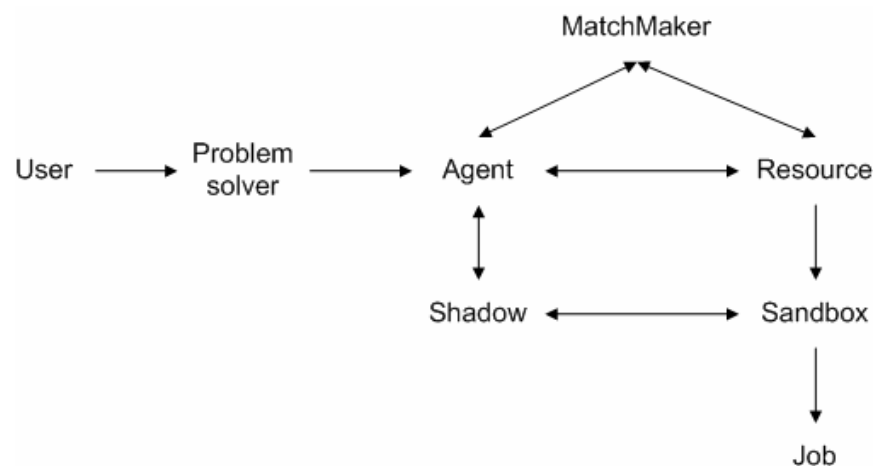 MatchMaker
User
Problem
solver
Agent
Resource
Shadow
Sandbox
Job